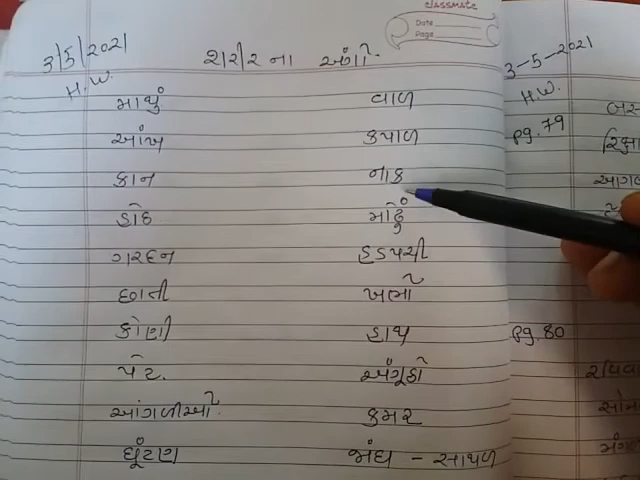 classmate
Date
Page
3/5/2021 શરીરના અંગો.
H.W.
માથું વાળ
આંખ કપાળ
કાન નાક
હોઠ મોઢું
ગરદન હડપચી
છાતી ખભો
કોણી હાથ
પેટ. અંગૂઠો
આંગળીઓ. કમર
ઘૂંટણ જાંઘ - સાથળ
3-5-2021
H.W.
pg.79
pg.80